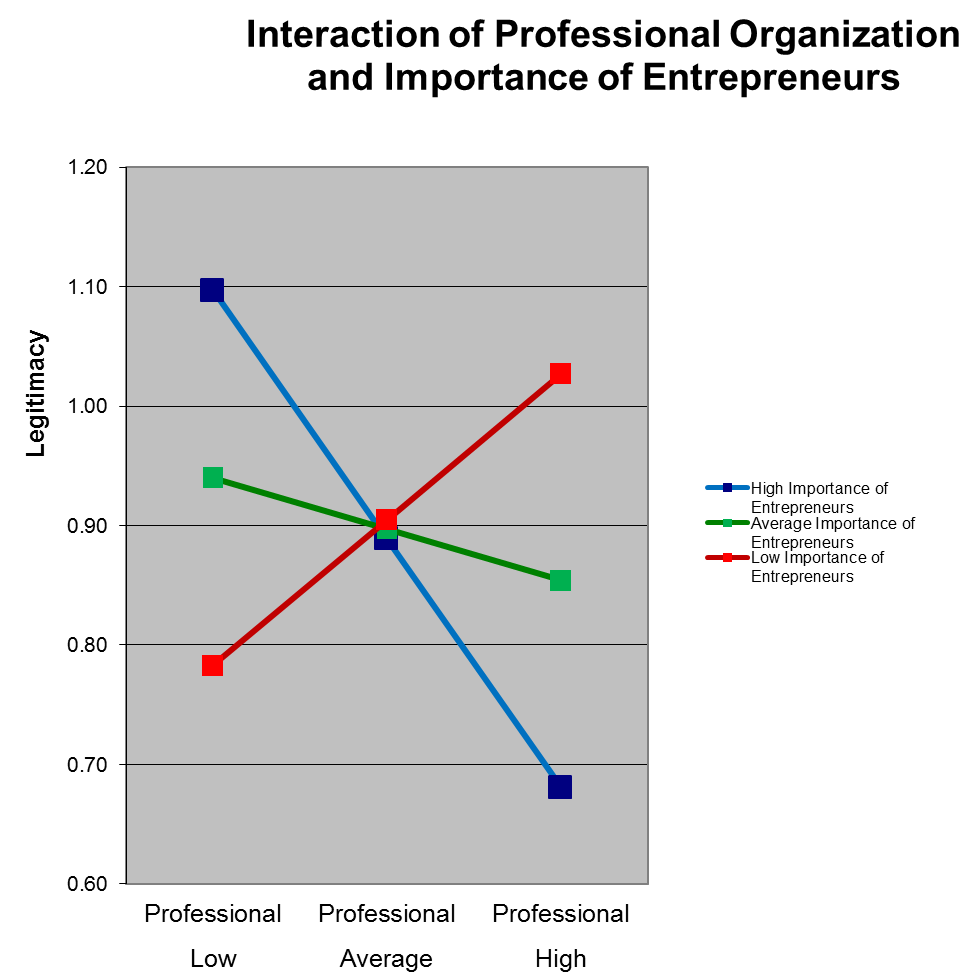 Interaction of Professional Organization
and Importance of Entrepreneurs
1.20
1.10
1.00
0.90
0.80
0.70
0.60
Legitimacy
Professional Low
Professional Average
Professional High
High Importance of
Entrepreneurs
Average Importance of
Entrepreneurs
Low Importance of
Entrepreneurs